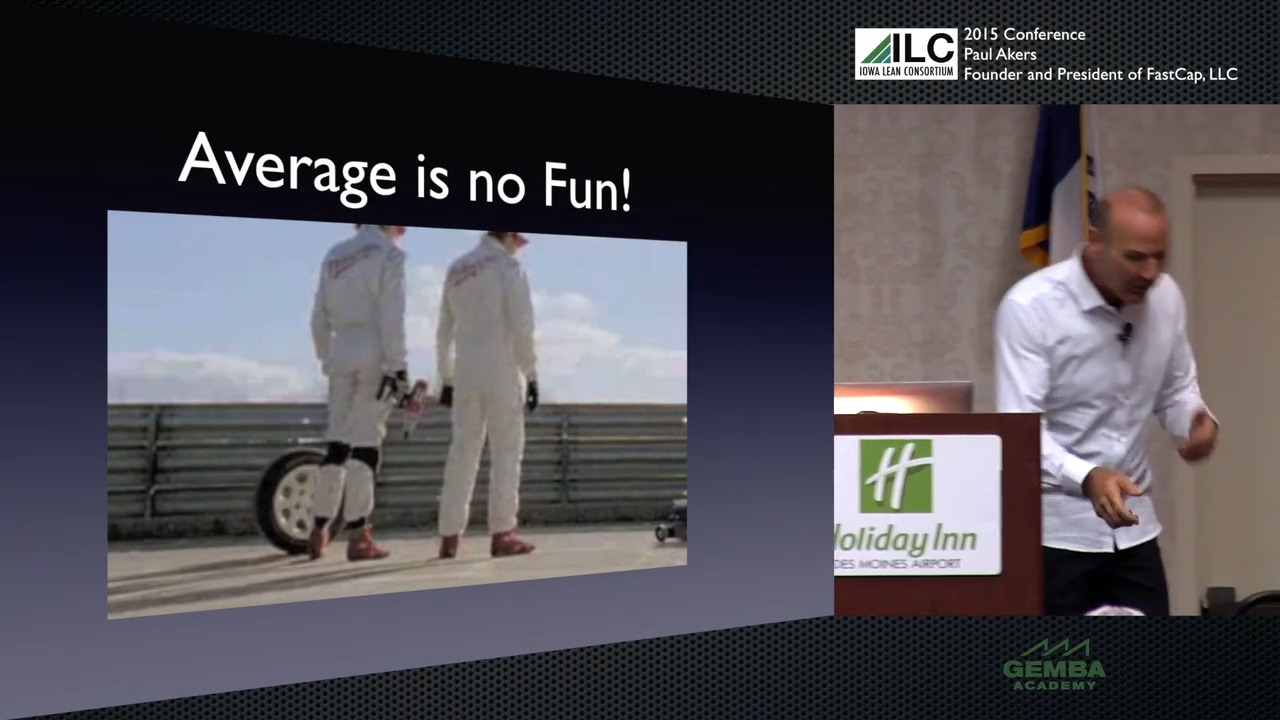 ILC
IOWA LEAN CONSORTIUM
2015 Conference
Paul Akers
Founder and President of FastCap, LLC
Average is no Fun!
H
Holiday Inn
DES MOINES AIRPORT
GEMBA
ACADEMY